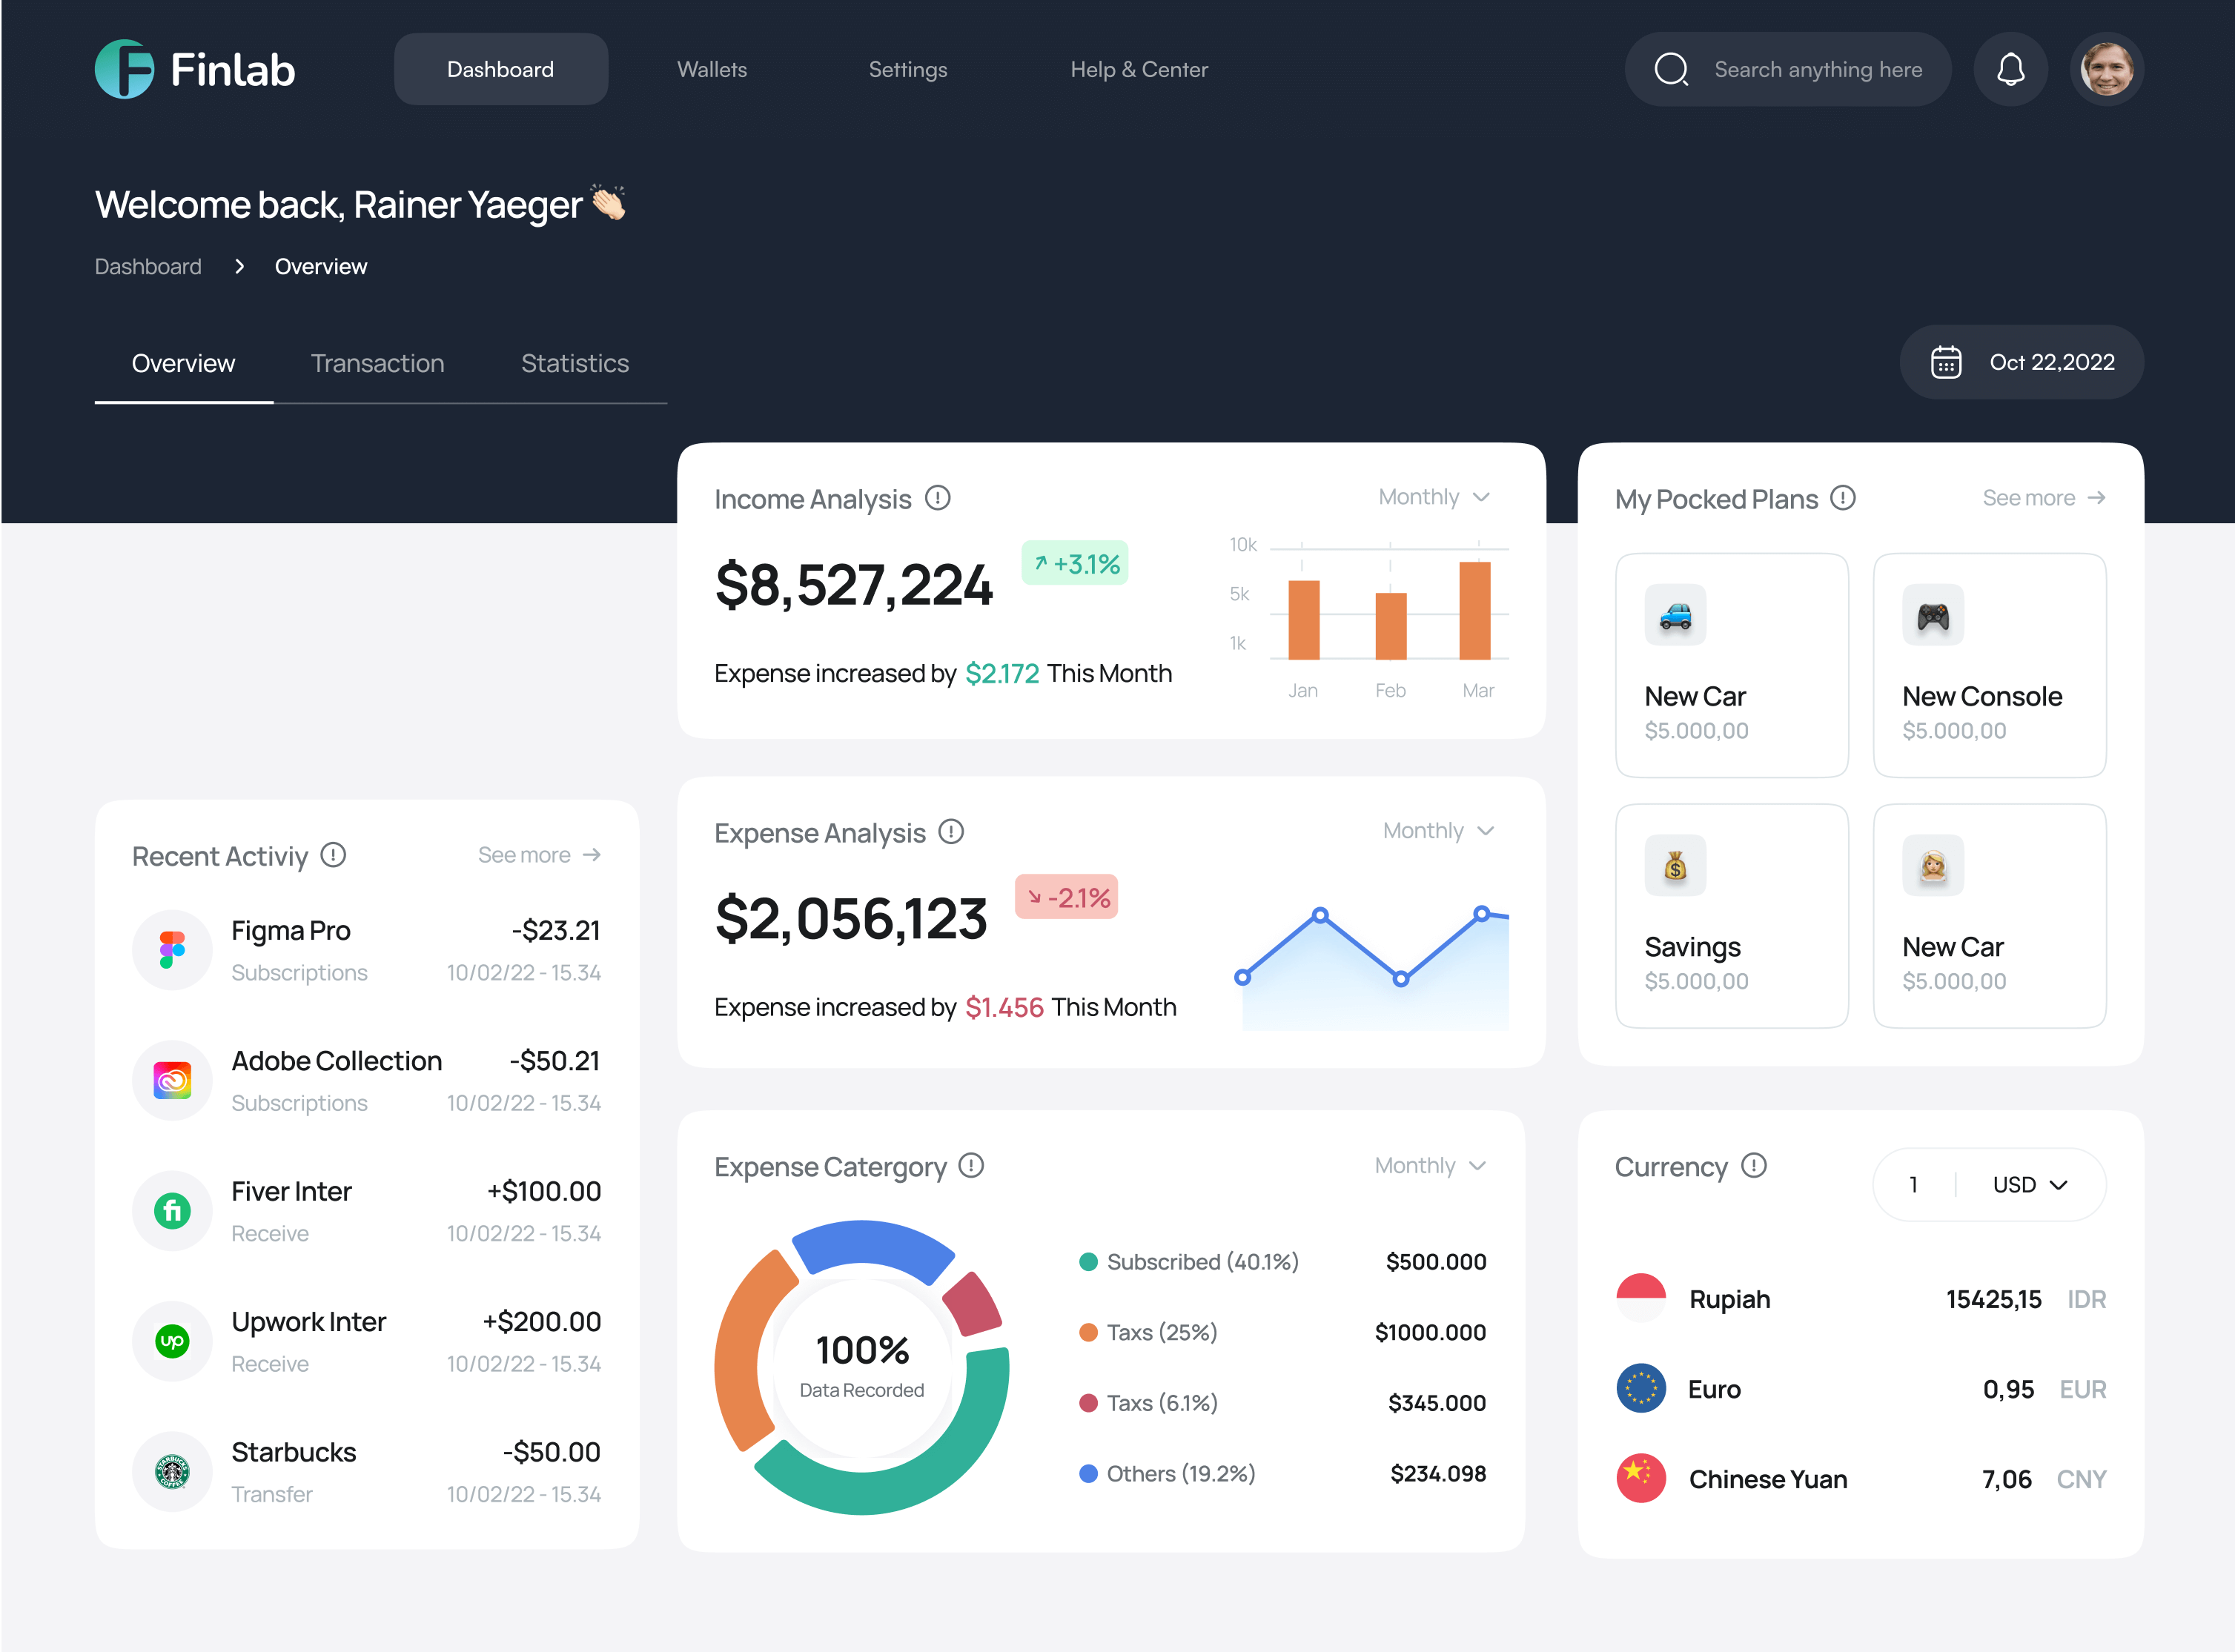 Finlab
Dashboard
Wallets
Settings
Help & Center
Search anything here
Welcome back, Rainer Yaeger
Dashboard > Overview
Overview
Transaction
Statistics
Oct 22,2022
Recent Activiy
See more →
Figma Pro -$23.21
Subscriptions 10/02/22 - 15.34
Adobe Collection -$50.21
Subscriptions 10/02/22 - 15.34
Fiver Inter +$100.00
Receive 10/02/22 - 15.34
Upwork Inter +$200.00
Receive 10/02/22 - 15.34
Starbucks -$50.00
Transfer 10/02/22 - 15.34
Income Analysis
Monthly
$8,527,224
+3.1%
Expense increased by $2.172 This Month
10k
5k
1k
Jan Feb Mar
Expense Analysis
Monthly
$2,056,123
-2.1%
Expense increased by $1.456 This Month
Expense Catergory
Monthly
100%
Data Recorded
Subscribed (40.1%) $500.000
Taxs (25%) $1000.000
Taxs (6.1%) $345.000
Others (19.2%) $234.098
My Pocked Plans
See more →
New Car
$5.000,00
New Console
$5.000,00
Savings
$5.000,00
New Car
$5.000,00
Currency
1 USD
Rupiah 15425,15 IDR
Euro 0,95 EUR
Chinese Yuan 7,06 CNY